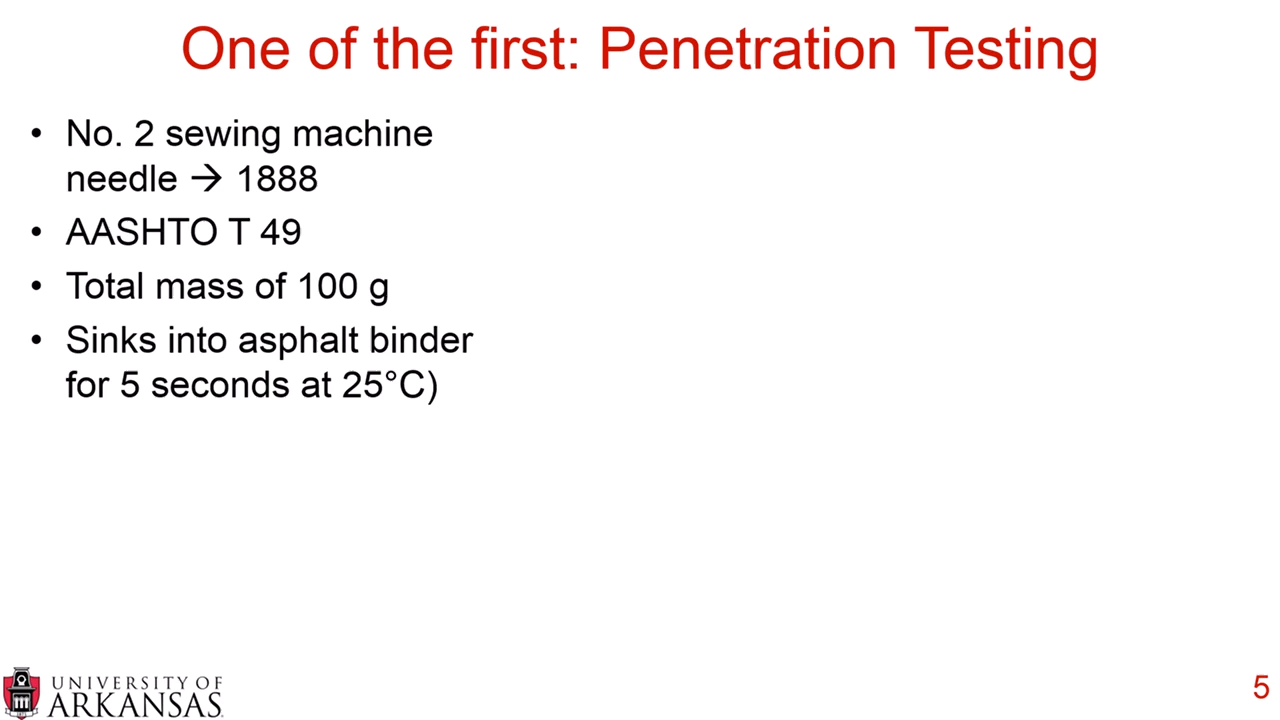 One of the first: Penetration Testing
• No. 2 sewing machine
needle → 1888
• AASHTO T 49
• Total mass of 100 g
• Sinks into asphalt binder
for 5 seconds at 25°C)
UNIVERSITY OF
ARKANSAS
5